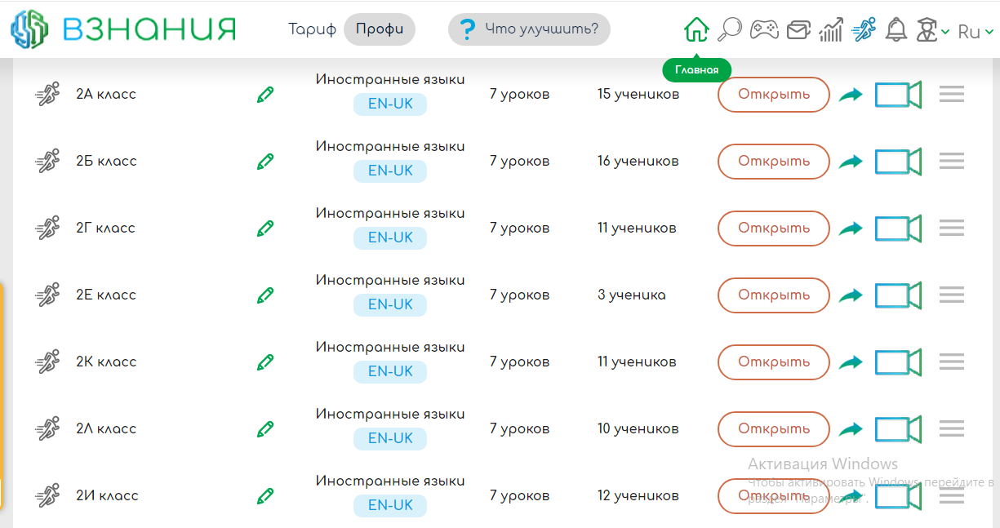 ВЗНАНИЯ
Тариф Профи
? Что улучшить?
Ru
Главная
2А класс Иностранные языки EN-UK 7 уроков 15 учеников Открыть
2Б класс Иностранные языки EN-UK 7 уроков 16 учеников Открыть
2Г класс Иностранные языки EN-UK 7 уроков 11 учеников Открыть
2Е класс Иностранные языки EN-UK 7 уроков 3 ученика Открыть
2К класс Иностранные языки EN-UK 7 уроков 11 учеников Открыть
2Л класс Иностранные языки EN-UK 7 уроков 10 учеников Открыть
2И класс Иностранные языки EN-UK 7 уроков 12 учеников Открыть
Активация Windows
Чтобы активировать Windows, перейдите в
раздел "Параметры".